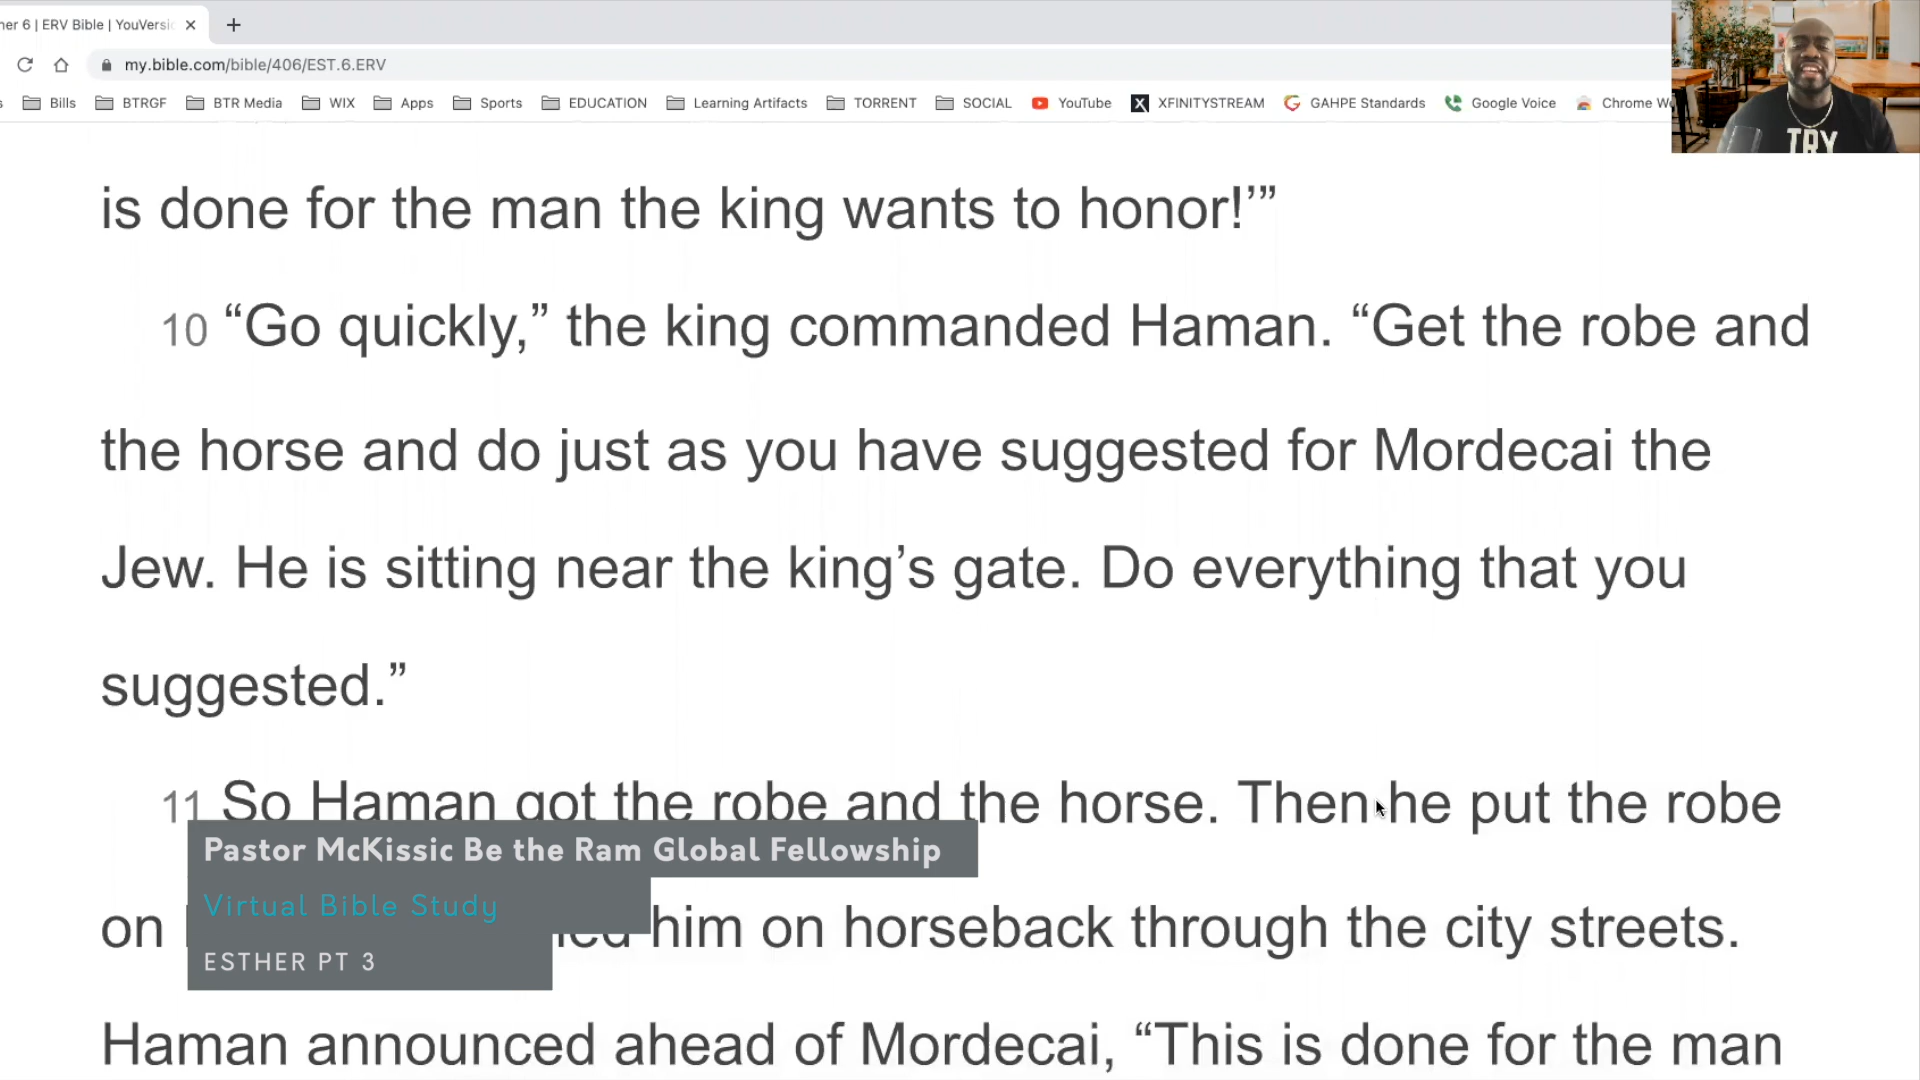 ner 6 | ERV Bible | YouVersi
my.bible.com/bible/406/EST.6.ERV
s Bills BTRGF BTR Media WIX Apps Sports EDUCATION Learning Artifacts TORRENT SOCIAL YouTube XFINITYSTREAM GAHPE Standards Google Voice Chrome We
TRY
is done for the man the king wants to honor!’”
10 “Go quickly,” the king commanded Haman. “Get the robe and
the horse and do just as you have suggested for Mordecai the
Jew. He is sitting near the king’s gate. Do everything that you
suggested.”
11 So Haman got the robe and the horse. Then he put the robe
Pastor McKissic Be the Ram Global Fellowship
Virtual Bible Study
on him on horseback through the city streets.
ESTHER PT 3
Haman announced ahead of Mordecai, “This is done for the man